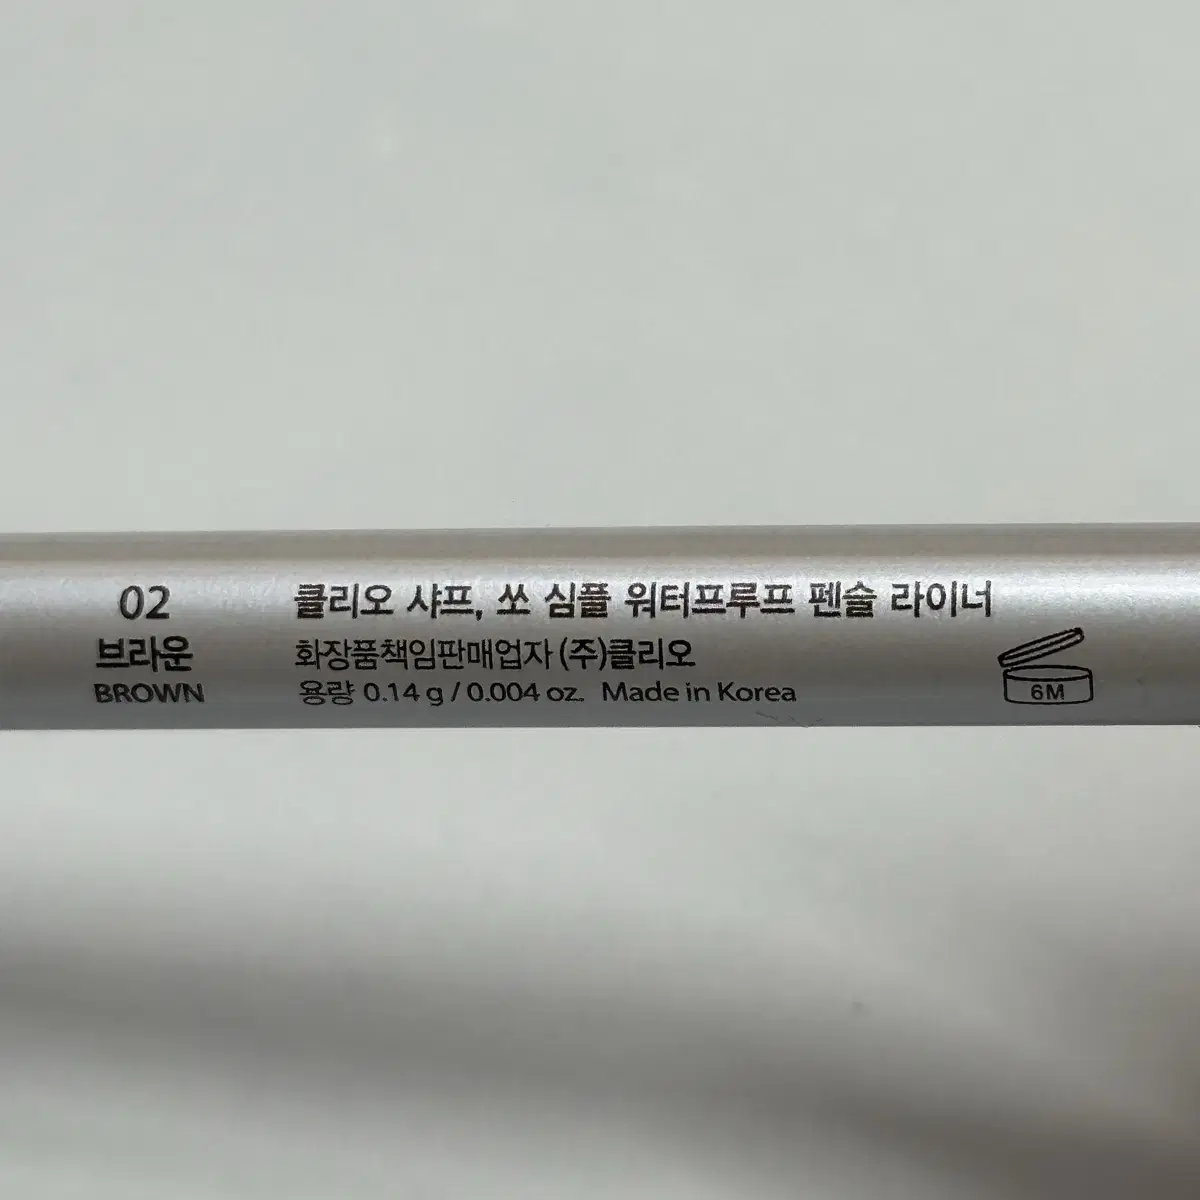 02
브라운
BROWN
클리오 샤프, 쏘 심플 워터프루프 펜슬 라이너
화장품책임판매업자 (주)클리오
용량 0.14 g / 0.004 oz. Made in Korea
6M